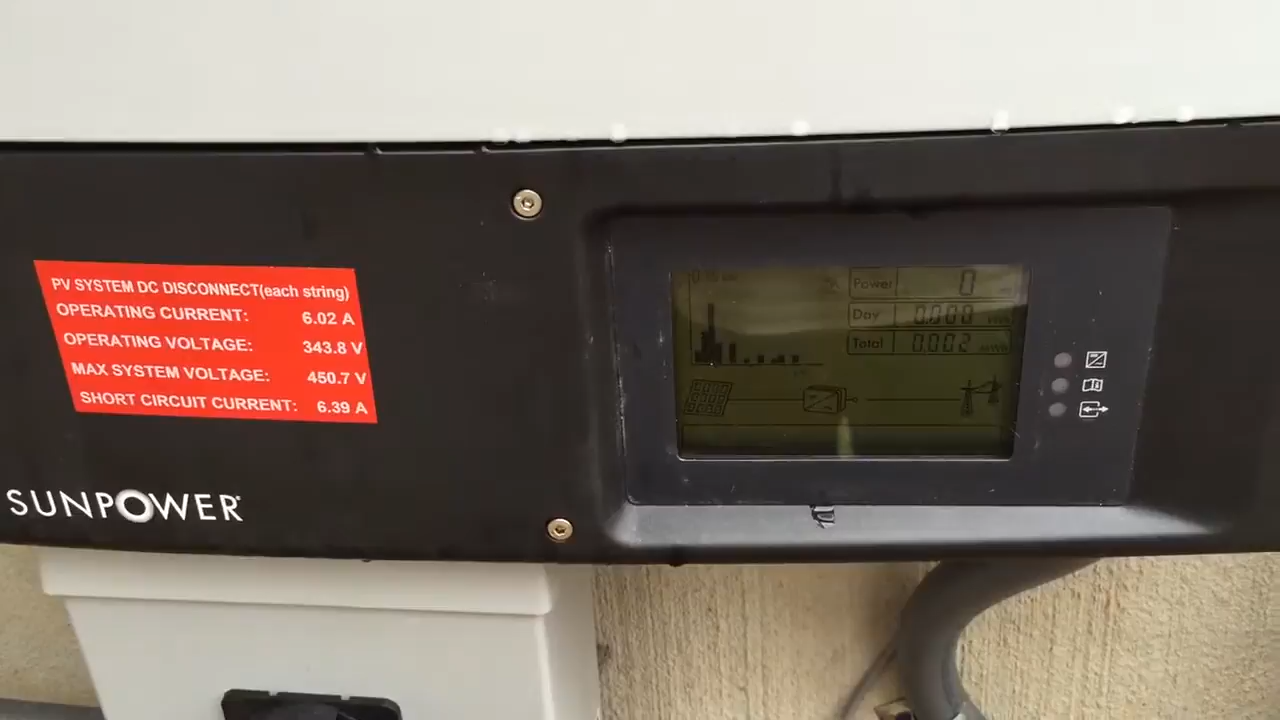 PV SYSTEM DC DISCONNECT(each string)
OPERATING CURRENT: 6.02 A
OPERATING VOLTAGE: 343.8 V
MAX SYSTEM VOLTAGE: 450.7 V
SHORT CIRCUIT CURRENT: 6.39 A
SUNPOWER
Power 0
Day 0.000
Total 0.002